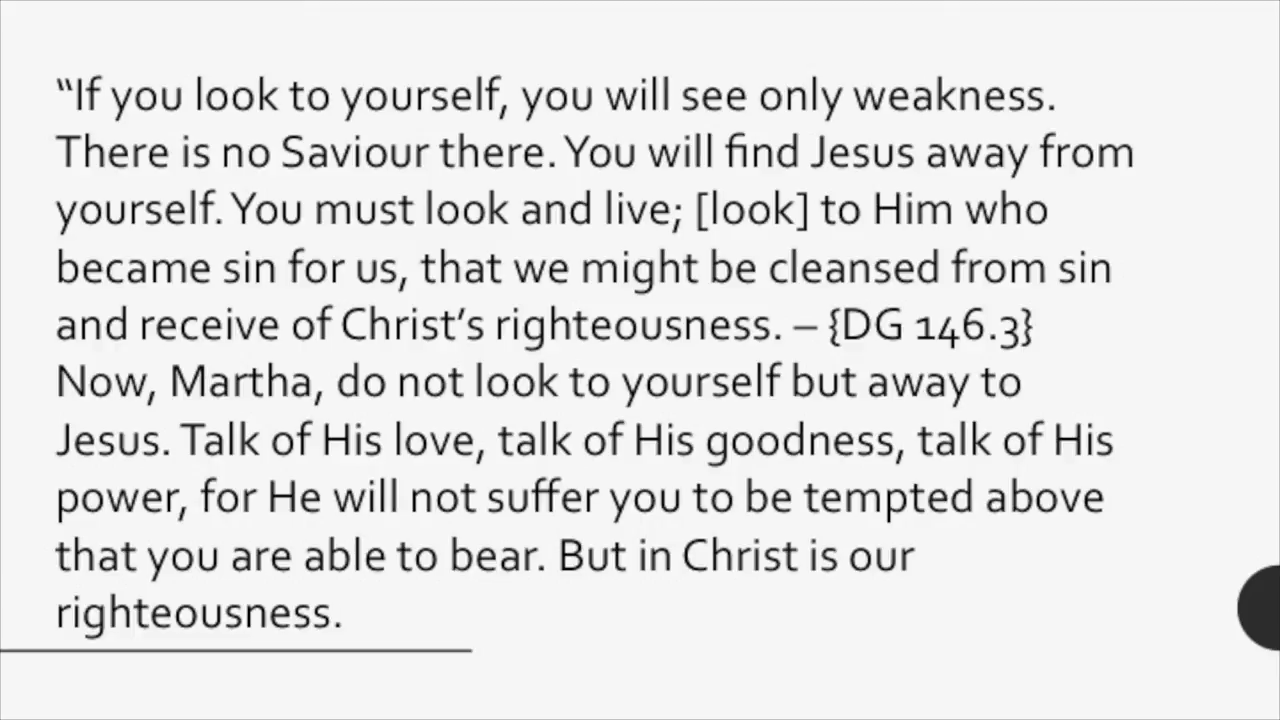 “If you look to yourself, you will see only weakness.
There is no Saviour there. You will find Jesus away from
yourself. You must look and live; [look] to Him who
became sin for us, that we might be cleansed from sin
and receive of Christ’s righteousness. – {DG 146.3}
Now, Martha, do not look to yourself but away to
Jesus. Talk of His love, talk of His goodness, talk of His
power, for He will not suffer you to be tempted above
that you are able to bear. But in Christ is our
righteousness.